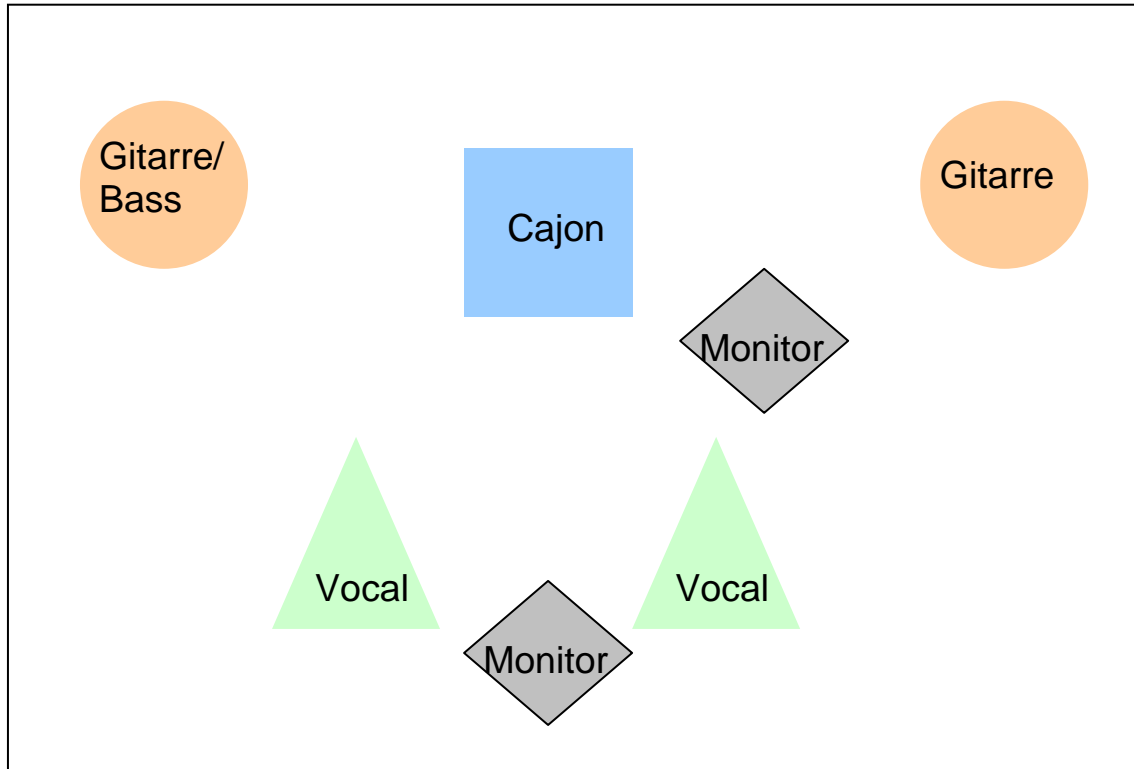 Gitarre/
Bass
Gitarre
Cajon
Monitor
Vocal
Vocal
Monitor